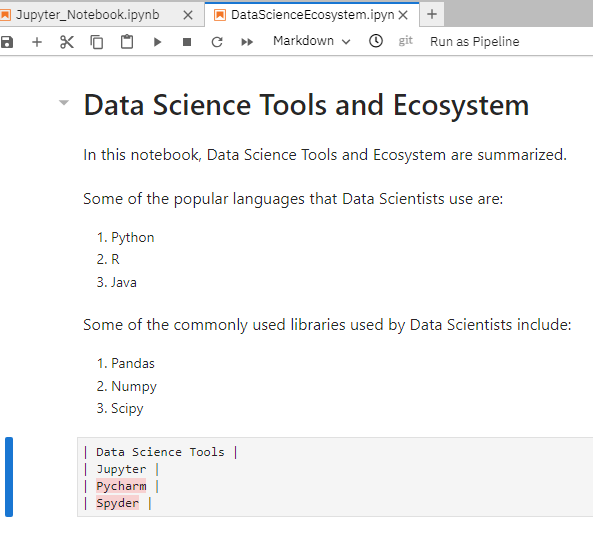 Jupyter_Notebook.ipynb
DataScienceEcosystem.ipyn
Markdown
git
Run as Pipeline
Data Science Tools and Ecosystem
In this notebook, Data Science Tools and Ecosystem are summarized.
Some of the popular languages that Data Scientists use are:
1. Python
2. R
3. Java
Some of the commonly used libraries used by Data Scientists include:
1. Pandas
2. Numpy
3. Scipy
| Data Science Tools |
| Jupyter |
| Pycharm |
| Spyder |